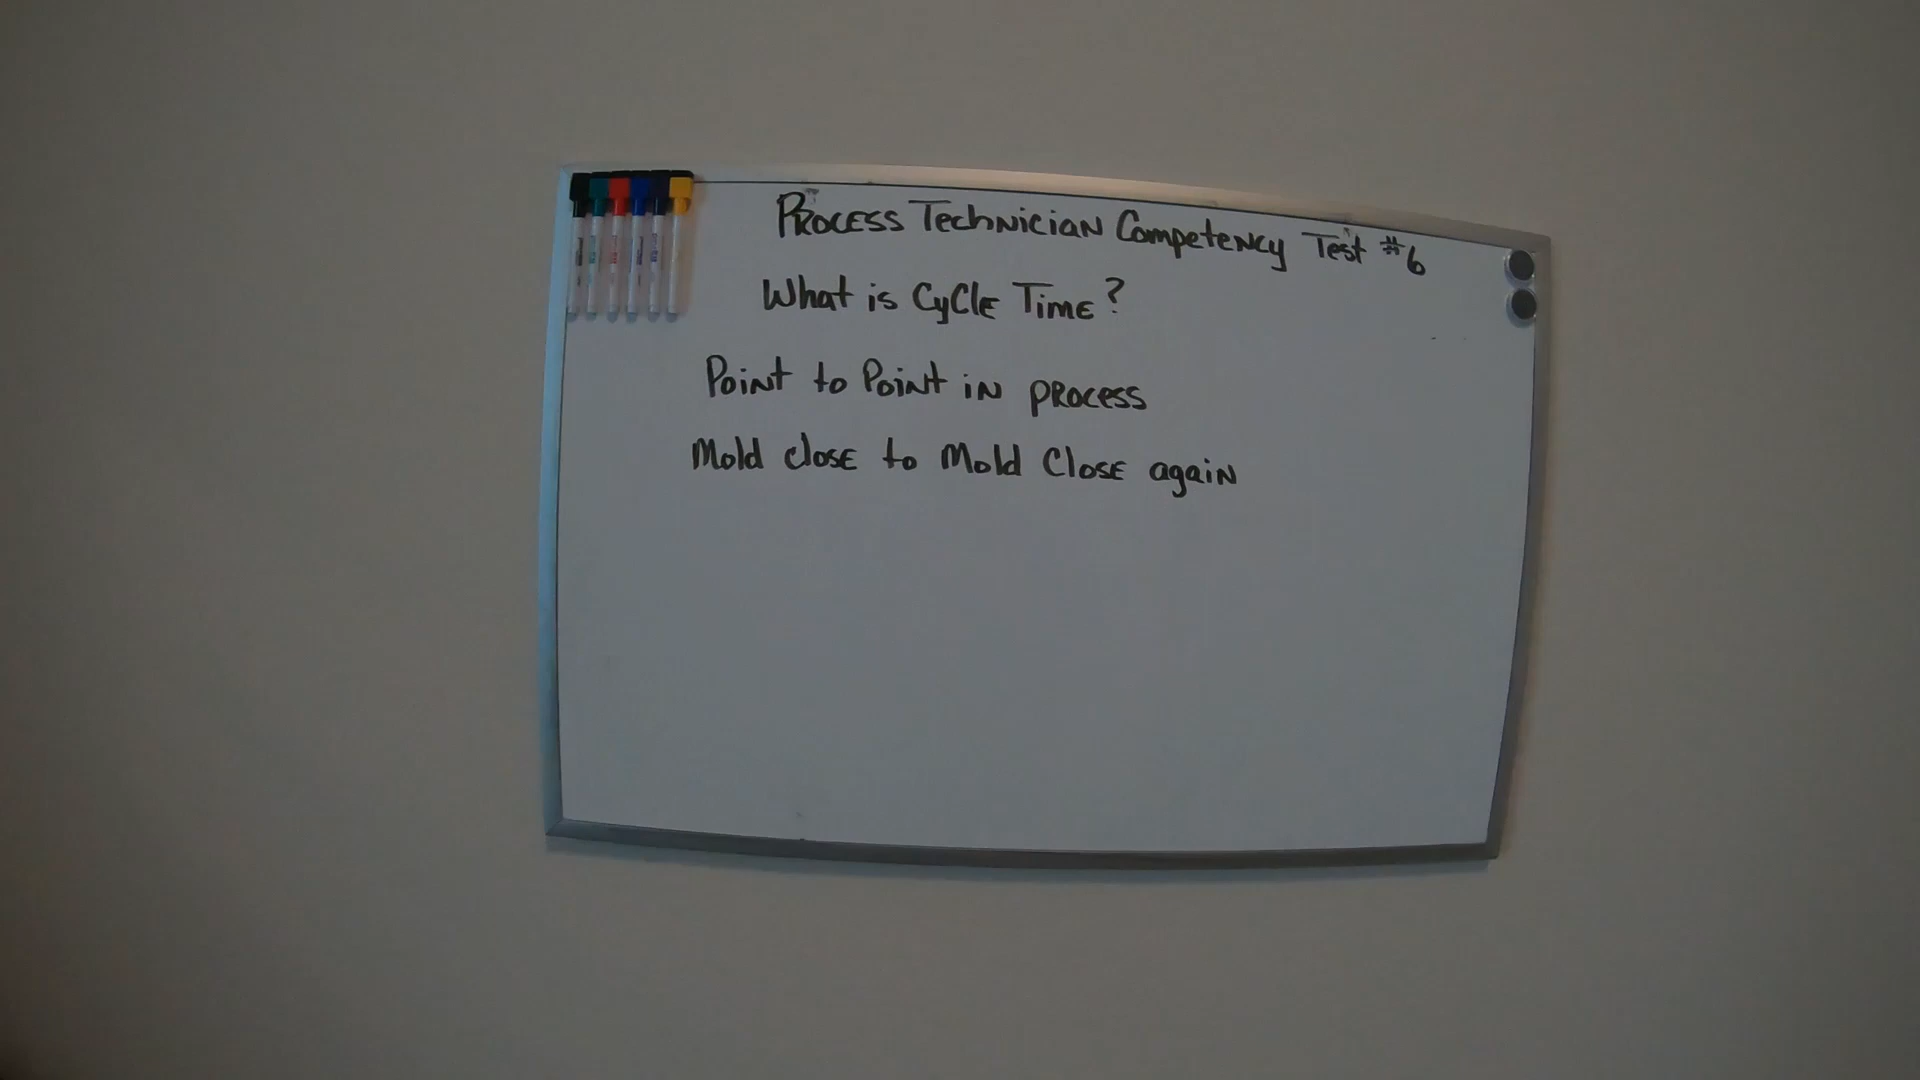 Process Technician Competency Test #6
What is Cycle Time?
Point to Point in process
Mold close to Mold Close again